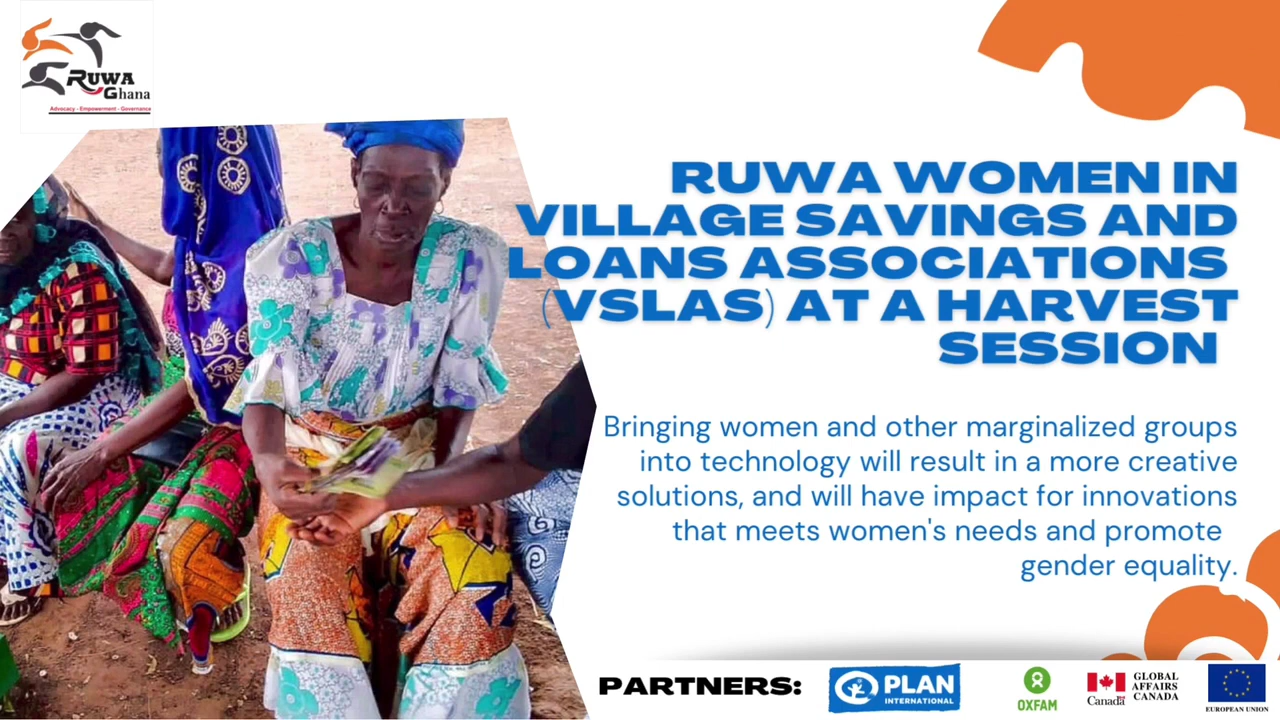 RUWA
Ghana
Advocacy - Empowerment - Governance
RUWA WOMEN IN
VILLAGE SAVINGS AND
LOANS ASSOCIATIONS
(VSLAS) AT A HARVEST
SESSION
Bringing women and other marginalized groups
into technology will result in a more creative
solutions, and will have impact for innovations
that meets women's needs and promote
gender equality.
PARTNERS:
PLAN
INTERNATIONAL
OXFAM
Canada
GLOBAL
AFFAIRS
CANADA
EUROPEAN UNION